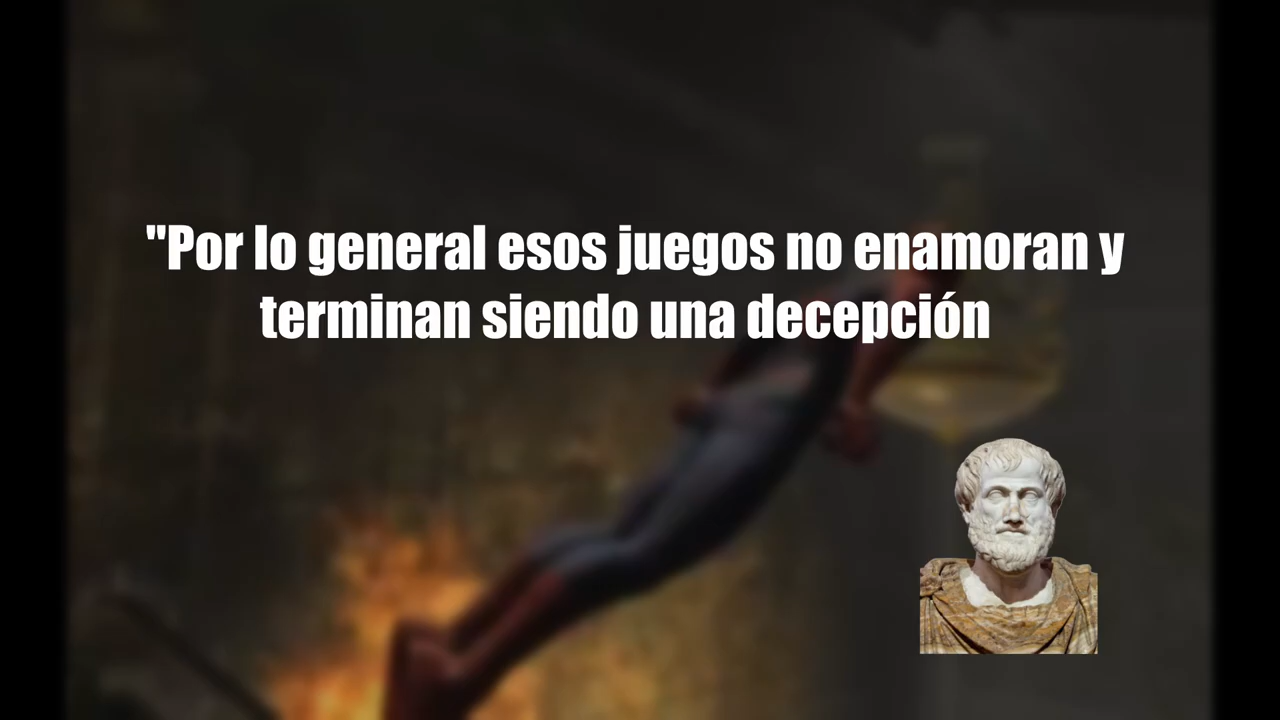 "Por lo general esos juegos no enamoran y
terminan siendo una decepción